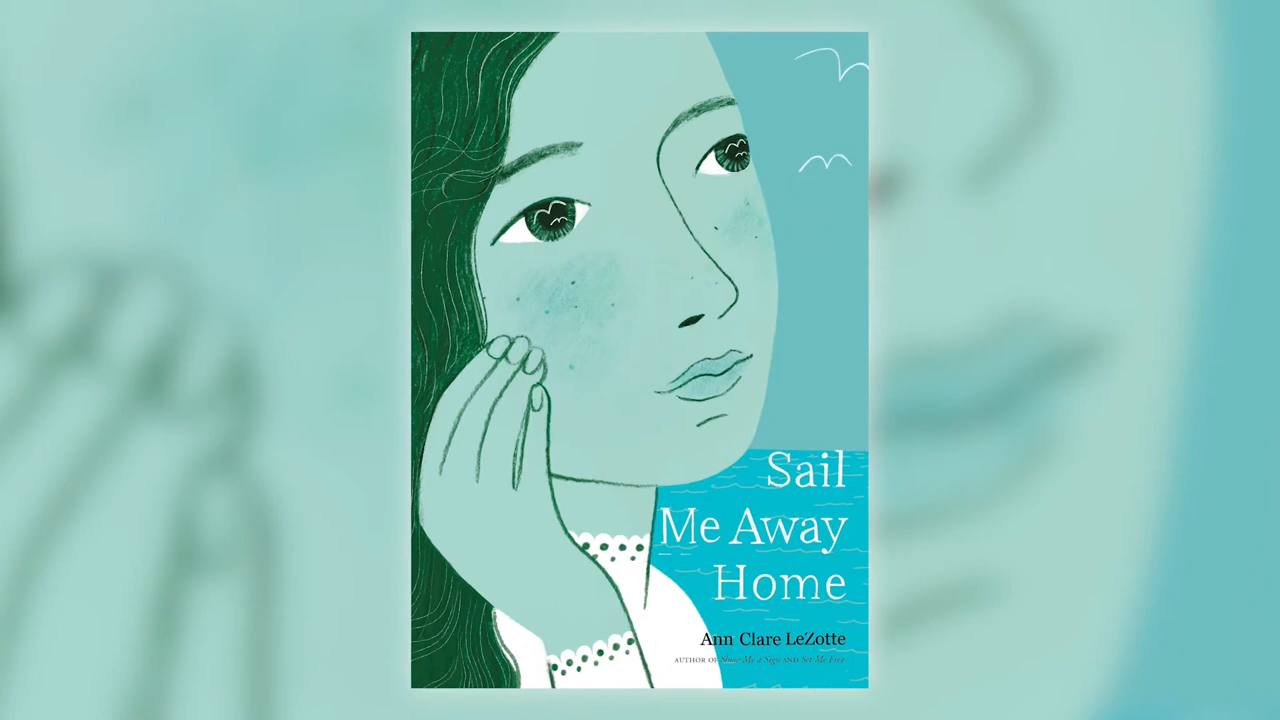 Sail
Me Away
Home
Ann Clare LeZotte
AUTHOR OF Show Me a Sign AND Set Me Free